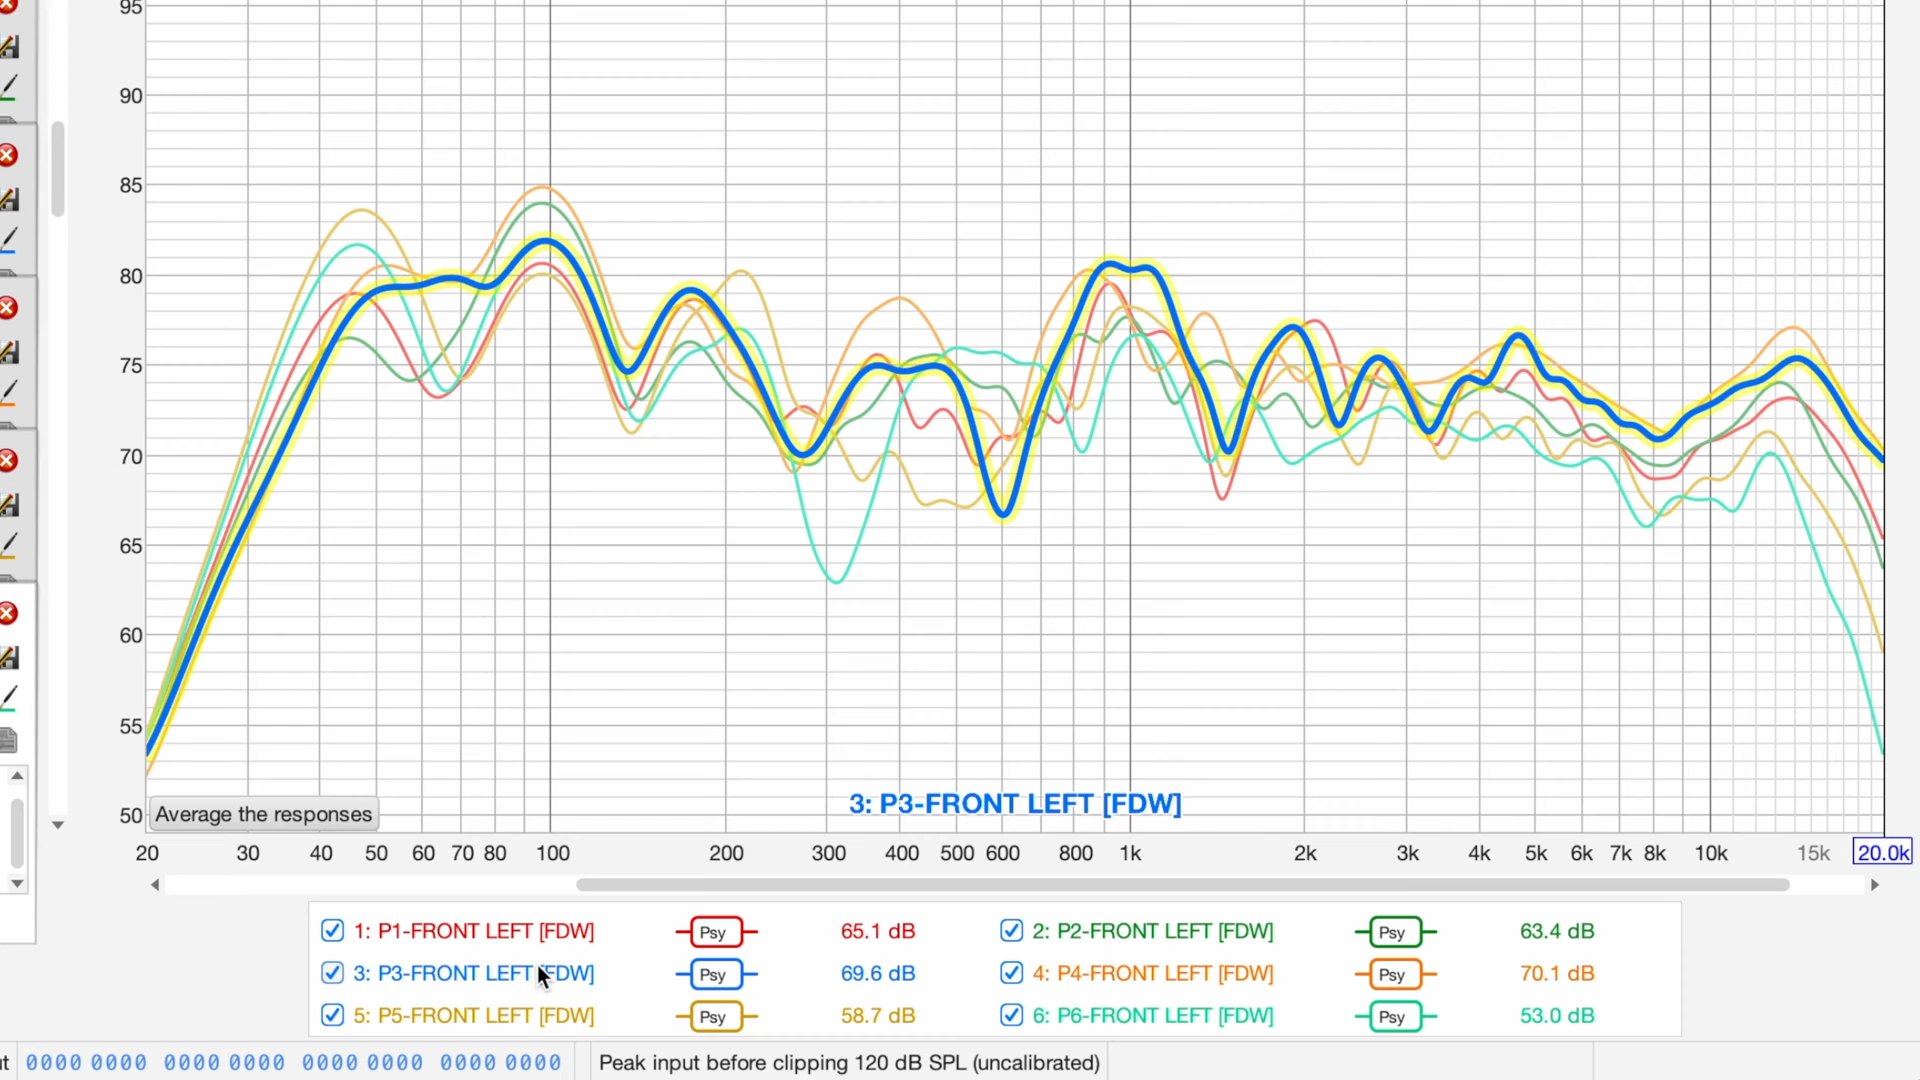 95
90
85
80
75
70
65
60
55
50
Average the responses
3: P3-FRONT LEFT [FDW]
20 30 40 50 60 70 80 100 200 300 400 500 600 800 1k 2k 3k 4k 5k 6k 7k 8k 10k 15k 20.0k
1: P1-FRONT LEFT [FDW] Psy 65.1 dB 2: P2-FRONT LEFT [FDW] Psy 63.4 dB
3: P3-FRONT LEFT [FDW] Psy 69.6 dB 4: P4-FRONT LEFT [FDW] Psy 70.1 dB
5: P5-FRONT LEFT [FDW] Psy 58.7 dB 6: P6-FRONT LEFT [FDW] Psy 53.0 dB
0000 0000 0000 0000 0000 0000 0000 0000 Peak input before clipping 120 dB SPL (uncalibrated)